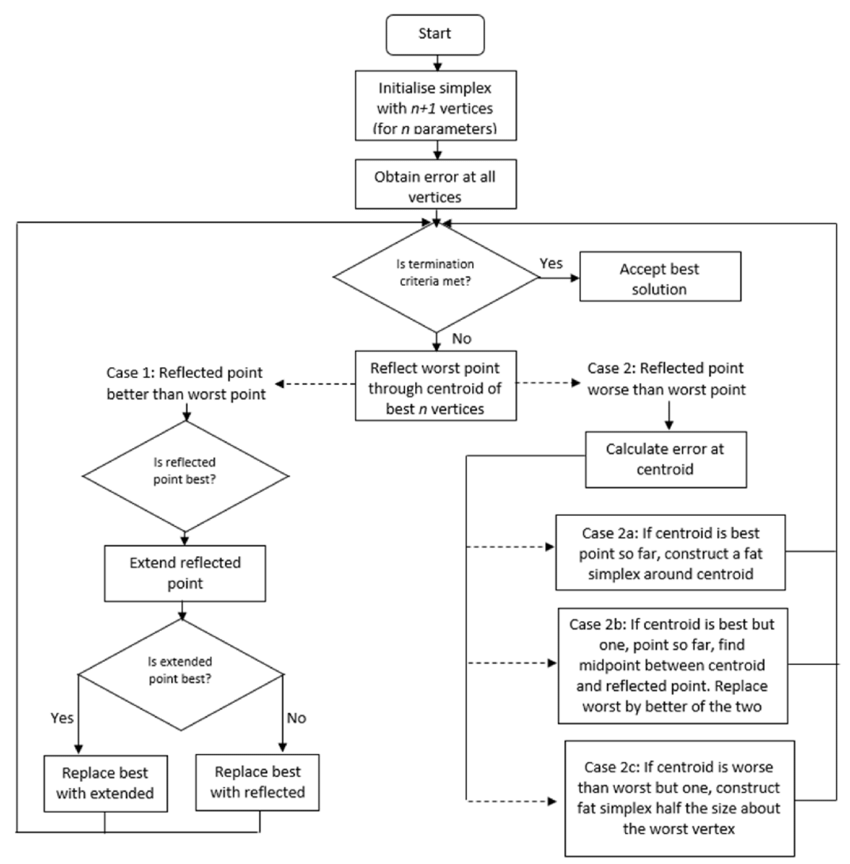 Start
Initialise simplex
with n+1 vertices
(for n parameters)
Obtain error at all
vertices
Is termination
criteria met?
Yes
Accept best
solution
No
Case 1: Reflected point
better than worst point
Reflect worst point
through centroid of
best n vertices
Case 2: Reflected point
worse than worst point
Is reflected
point best?
Calculate error at
centroid
Extend reflected
point
Case 2a: If centroid is best
point so far, construct a fat
simplex around centroid
Is extended
point best?
Case 2b: If centroid is best but
one, point so far, find
midpoint between centroid
and reflected point. Replace
worst by better of the two
Yes
No
Replace best
with extended
Replace best
with reflected
Case 2c: If centroid is worse
than worst but one, construct
fat simplex half the size about
the worst vertex